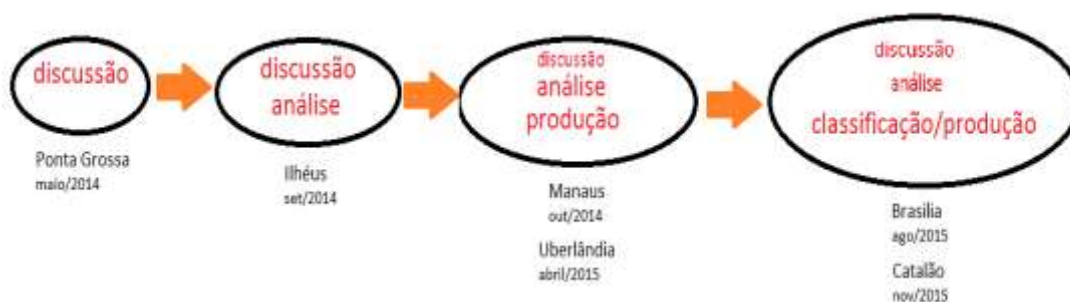 discussão
Ponta Grossa
maio/2014
discussão
análise
Ilhéus
set/2014
discussão
análise
produção
Manaus
out/2014
Uberlândia
abril/2015
discussão
análise
classificação/produção
Brasilia
ago/2015
Catalão
nov/2015